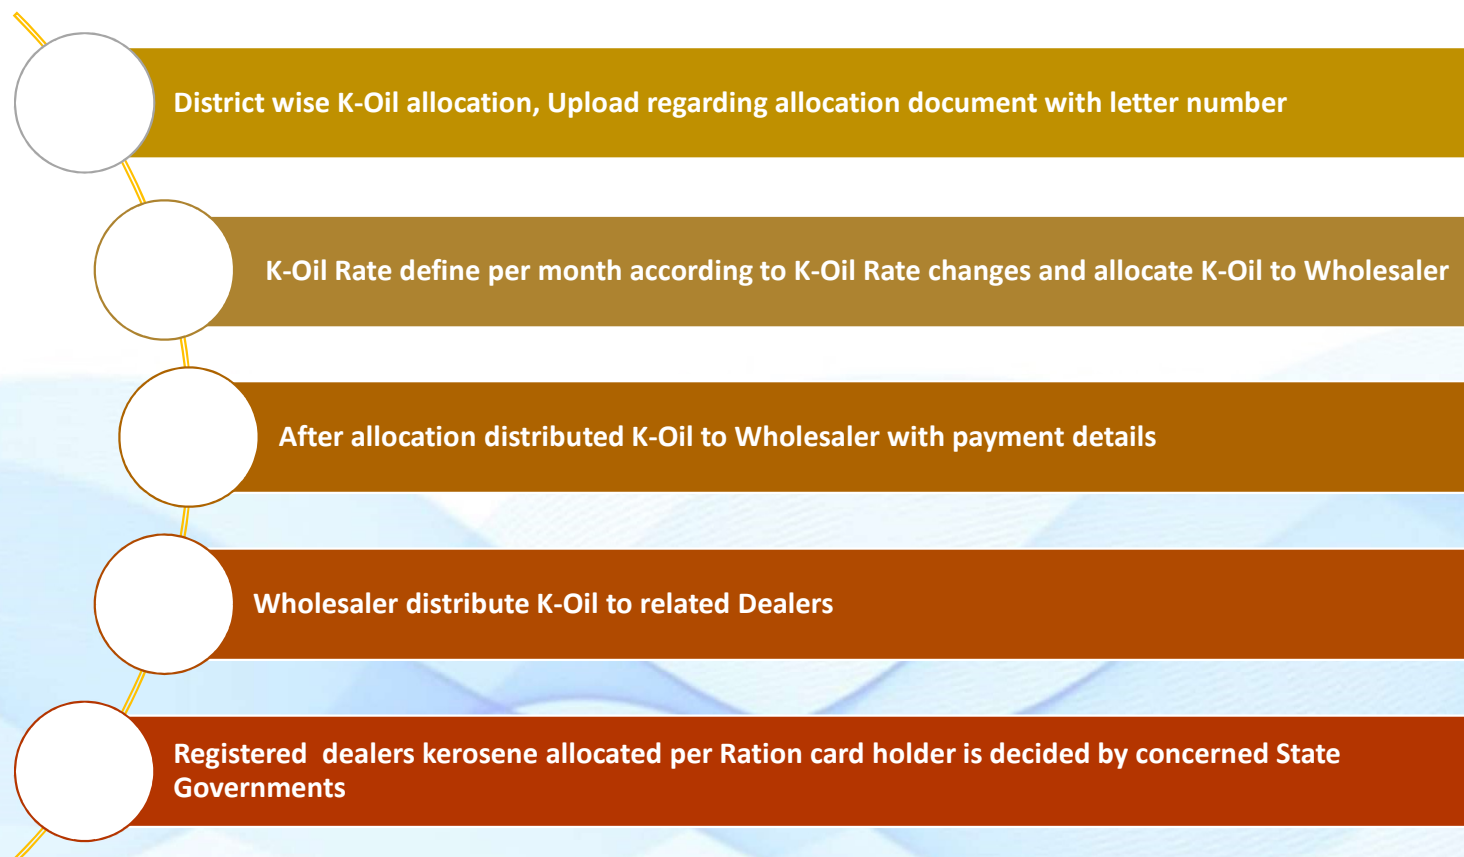 District wise K-Oil allocation, Upload regarding allocation document with letter number
K-Oil Rate define per month according to K-Oil Rate changes and allocate K-Oil to Wholesaler
After allocation distributed K-Oil to Wholesaler with payment details
Wholesaler distribute K-Oil to related Dealers
Registered  dealers kerosene allocated per Ration card holder is decided by concerned State
Governments